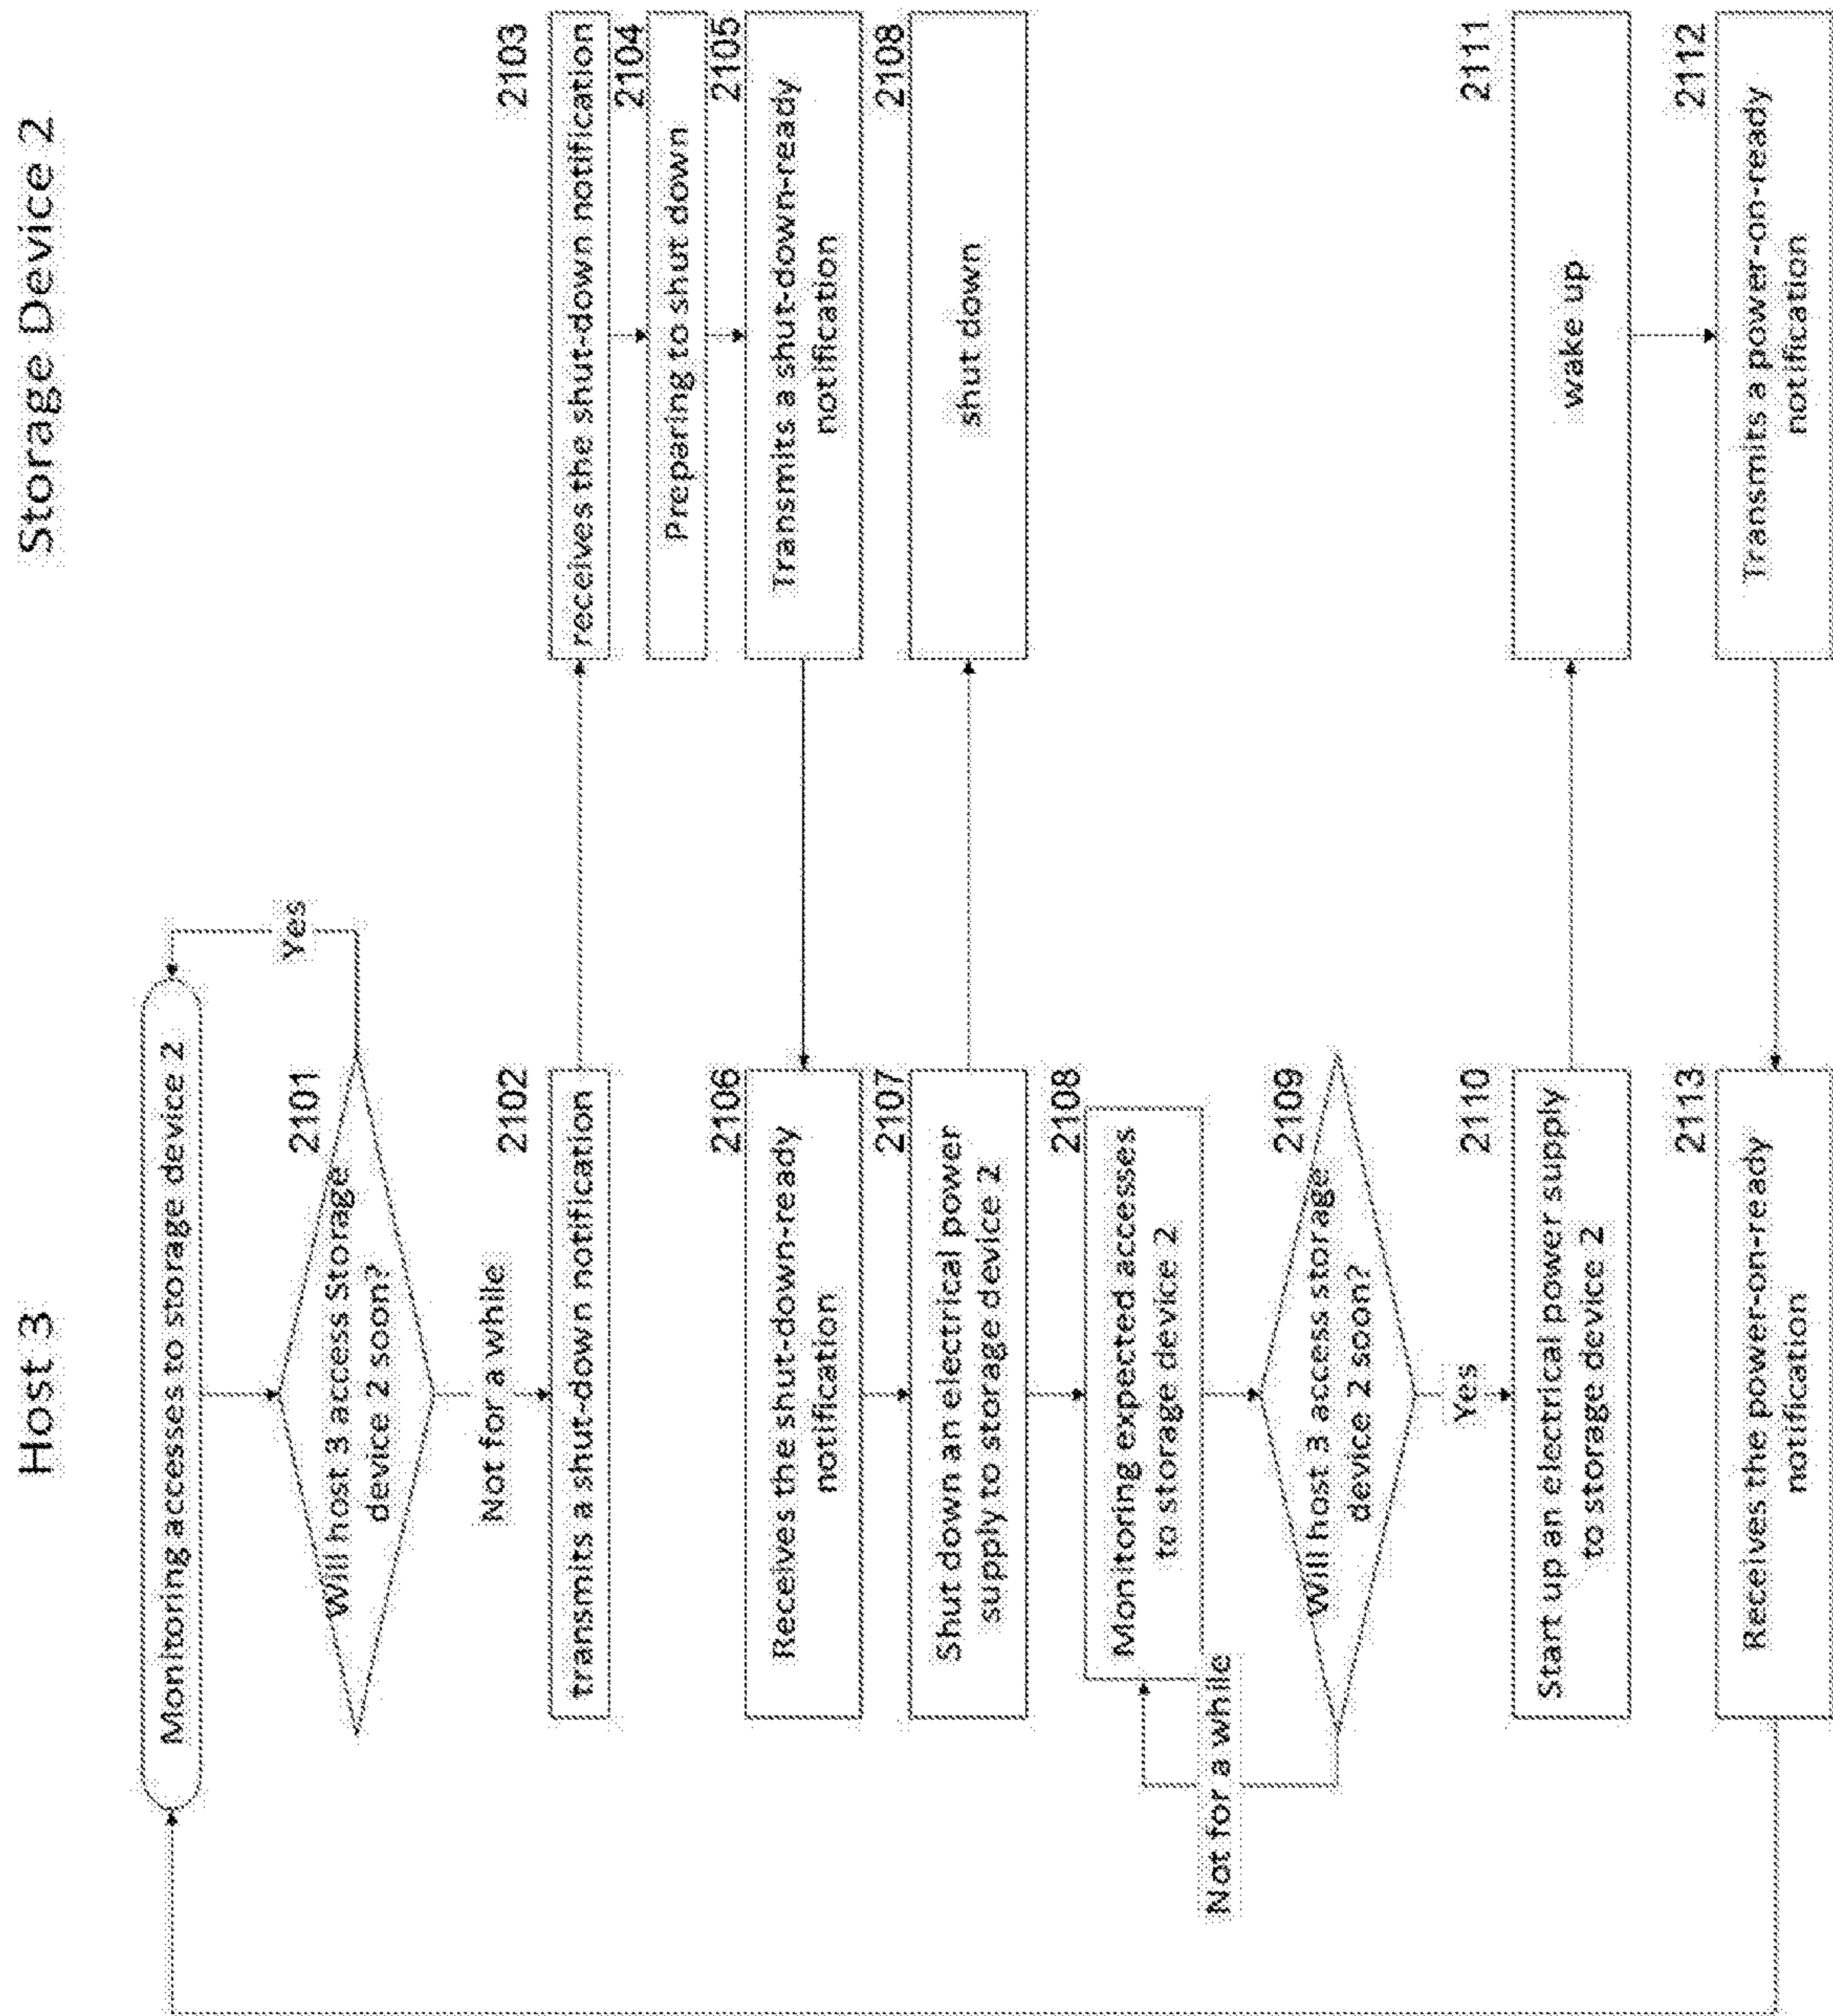 Host 3
Storage Device 2
Monitoring accesses to storage device 2
Yes
2101
Will host 3 access Storage
device 2 soon?
Not for a while
2102
transmits a shut-down notification
2103
receives the shut-down notification
2104
Preparing to shut down
2105
Transmits a shut-down-ready
notification
2106
Receives the shut-down-ready
notification
2107
Shut down an electrical power
supply to storage device 2
2108
shut down
2108
Monitoring expected accesses
to storage device 2
Not for a while
2109
Will host 3 access storage
device 2 soon?
Yes
2110
Start up an electrical power supply
to storage device 2
2111
wake up
2112
Transmits a power-on-ready
notification
2113
Receives the power-on-ready
notification